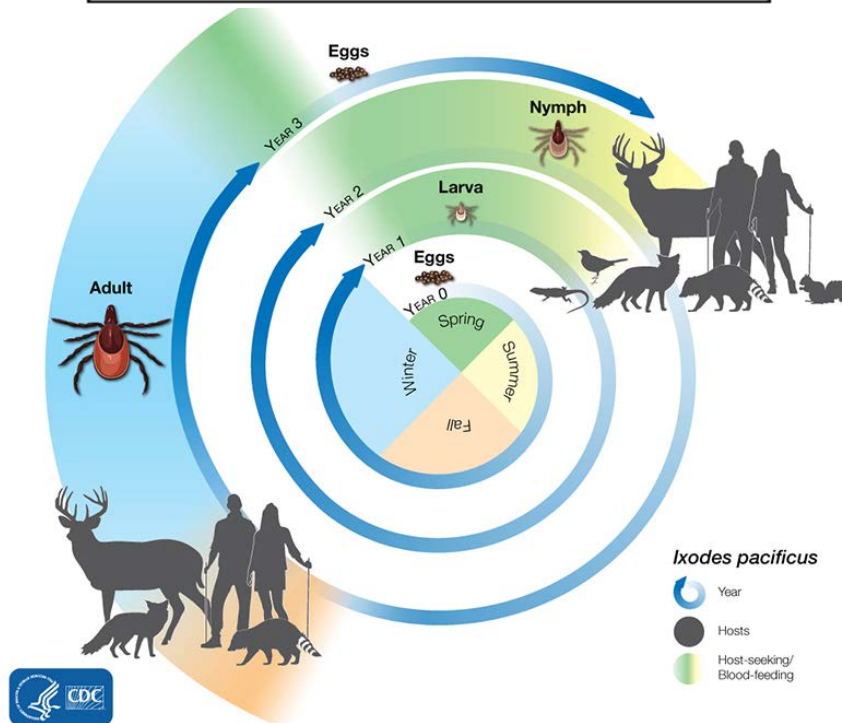 Eggs
Nymph
YEAR 3
YEAR 2
Larva
YEAR 1
Eggs
YEAR 0
Spring
Summer
Fall
Winter
Adult
Ixodes pacificus
Year
Hosts
Host-seeking/
Blood-feeding
CDC